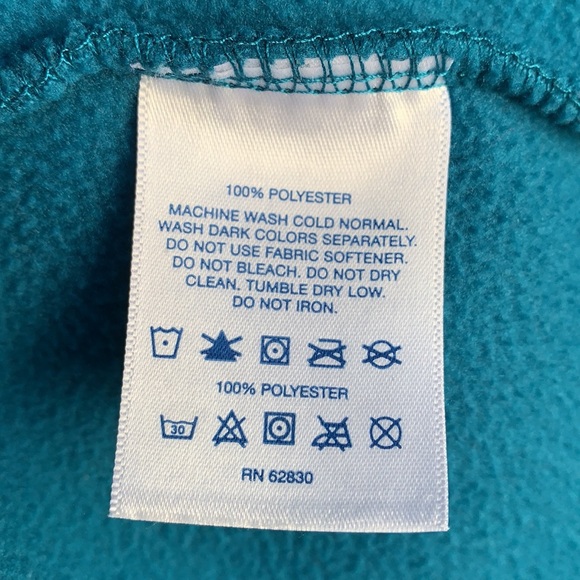 100% POLYESTER
MACHINE WASH COLD NORMAL.
WASH DARK COLORS SEPARATELY.
DO NOT USE FABRIC SOFTENER.
DO NOT BLEACH. DO NOT DRY
CLEAN. TUMBLE DRY LOW.
DO NOT IRON.
100% POLYESTER
30
RN 62830